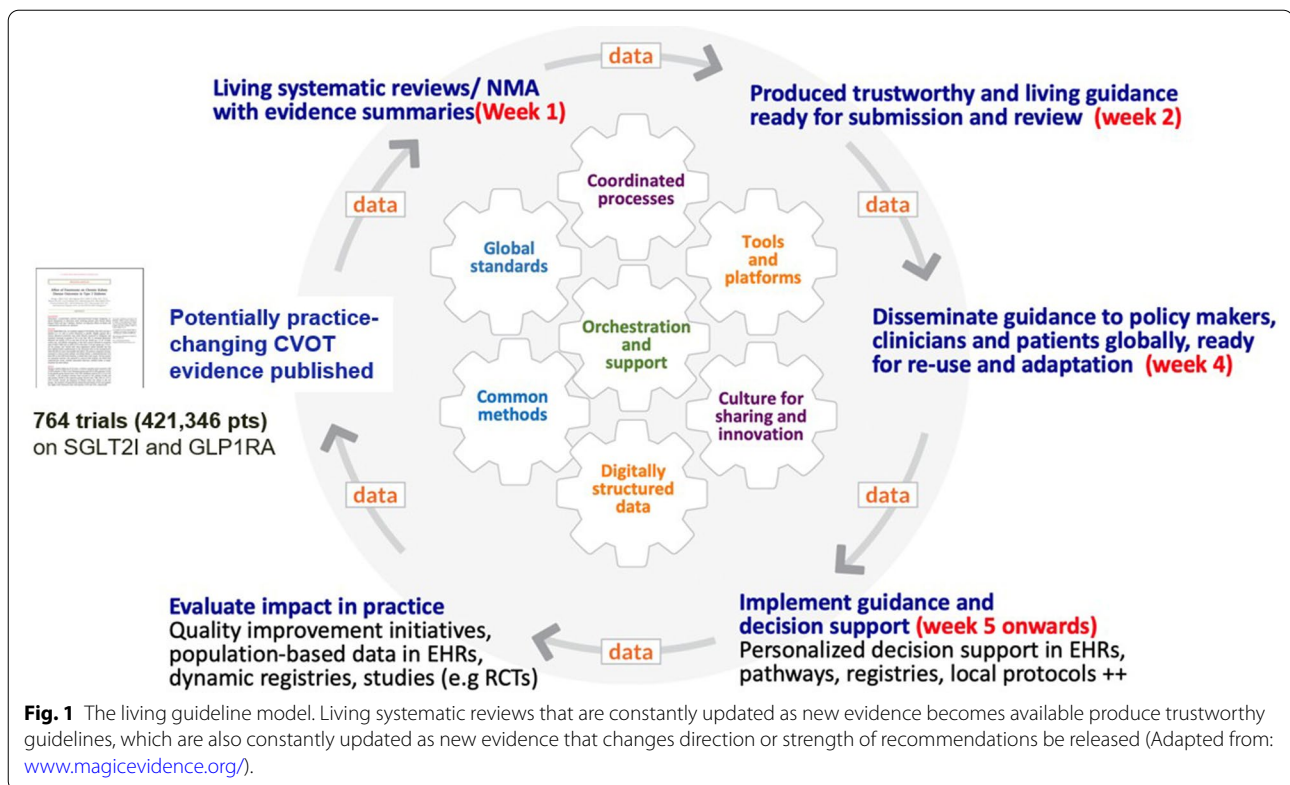 data
Living systematic reviews/ NMA
with evidence summaries(Week 1)
Produced trustworthy and living guidance
ready for submission and review (week 2)
data
data
Coordinated
processes
Global
standards
Tools
and
platforms
Orchestration
and
support
Common
methods
Culture for
sharing and
innovation
Digitally
structured
data
Potentially practice-
changing CVOT
evidence published
764 trials (421,346 pts)
on SGLT2I and GLP1RA
Disseminate guidance to policy makers,
clinicians and patients globally, ready
for re-use and adaptation (week 4)
data
data
Evaluate impact in practice
Quality improvement initiatives,
population-based data in EHRs,
dynamic registries, studies (e.g RCTs)
data
Implement guidance and
decision support (week 5 onwards)
Personalized decision support in EHRs,
pathways, registries, local protocols ++
Fig. 1 The living guideline model. Living systematic reviews that are constantly updated as new evidence becomes available produce trustworthy
guidelines, which are also constantly updated as new evidence that changes direction or strength of recommendations be released (Adapted from:
www.magicevidence.org/).